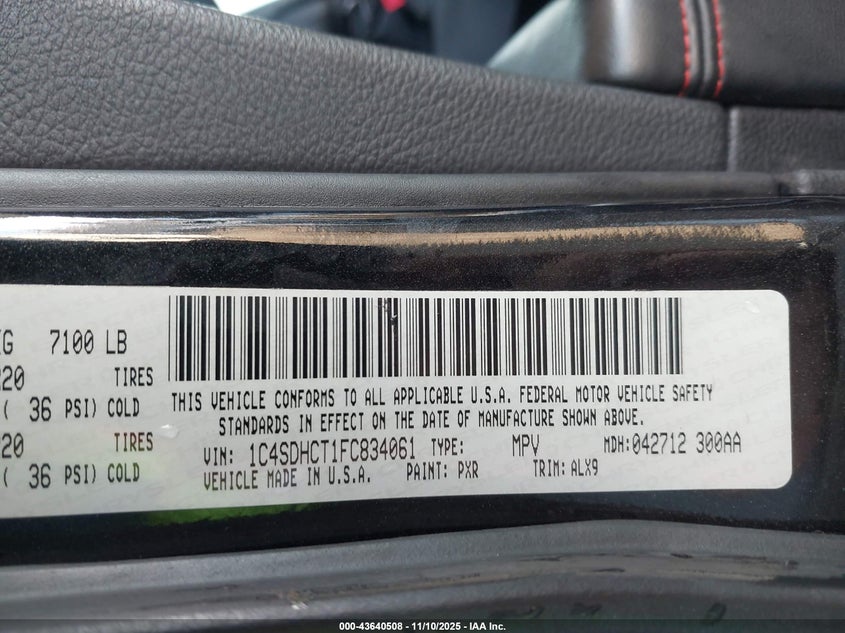 KG 7100 LB
20 TIRES
( 36 PSI) COLD
20 TIRES
( 36 PSI) COLD
THIS VEHICLE CONFORMS TO ALL APPLICABLE U.S.A. FEDERAL MOTOR VEHICLE SAFETY
STANDARDS IN EFFECT ON THE DATE OF MANUFACTURE SHOWN ABOVE.
VIN: 1C4SDHCT1FC834061 TYPE: MPV MDH:042712 300AA
VEHICLE MADE IN U.S.A. PAINT: PXR TRIM: ALX9
000-43640508 - 11/10/2025 - IAA Inc.